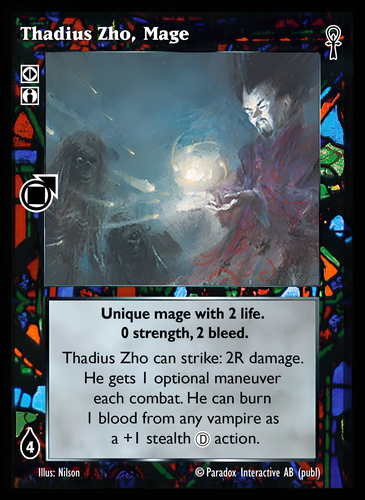 Thadius Zho, Mage
Unique mage with 2 life.
0 strength, 2 bleed.
Thadius Zho can strike: 2R damage.
He gets 1 optional maneuver
each combat. He can burn
1 blood from any vampire as
a +1 stealth Ⓓ action.
4
Illus: Nilson
© Paradox Interactive AB (publ)